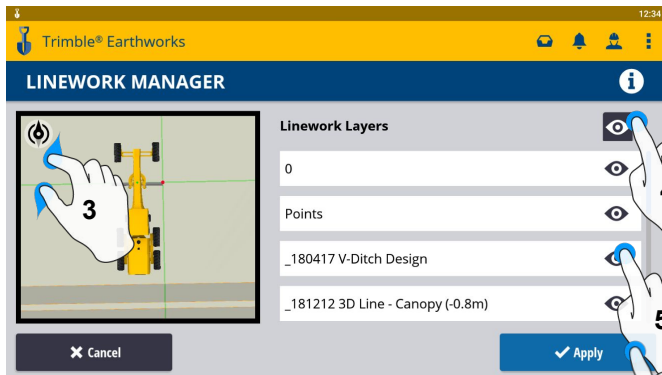 12:34
Trimble® Earthworks
LINEWORK MANAGER
Linework Layers
0
Points
_180417 V-Ditch Design
_181212 3D Line - Canopy (-0.8m)
3
5
Cancel
Apply